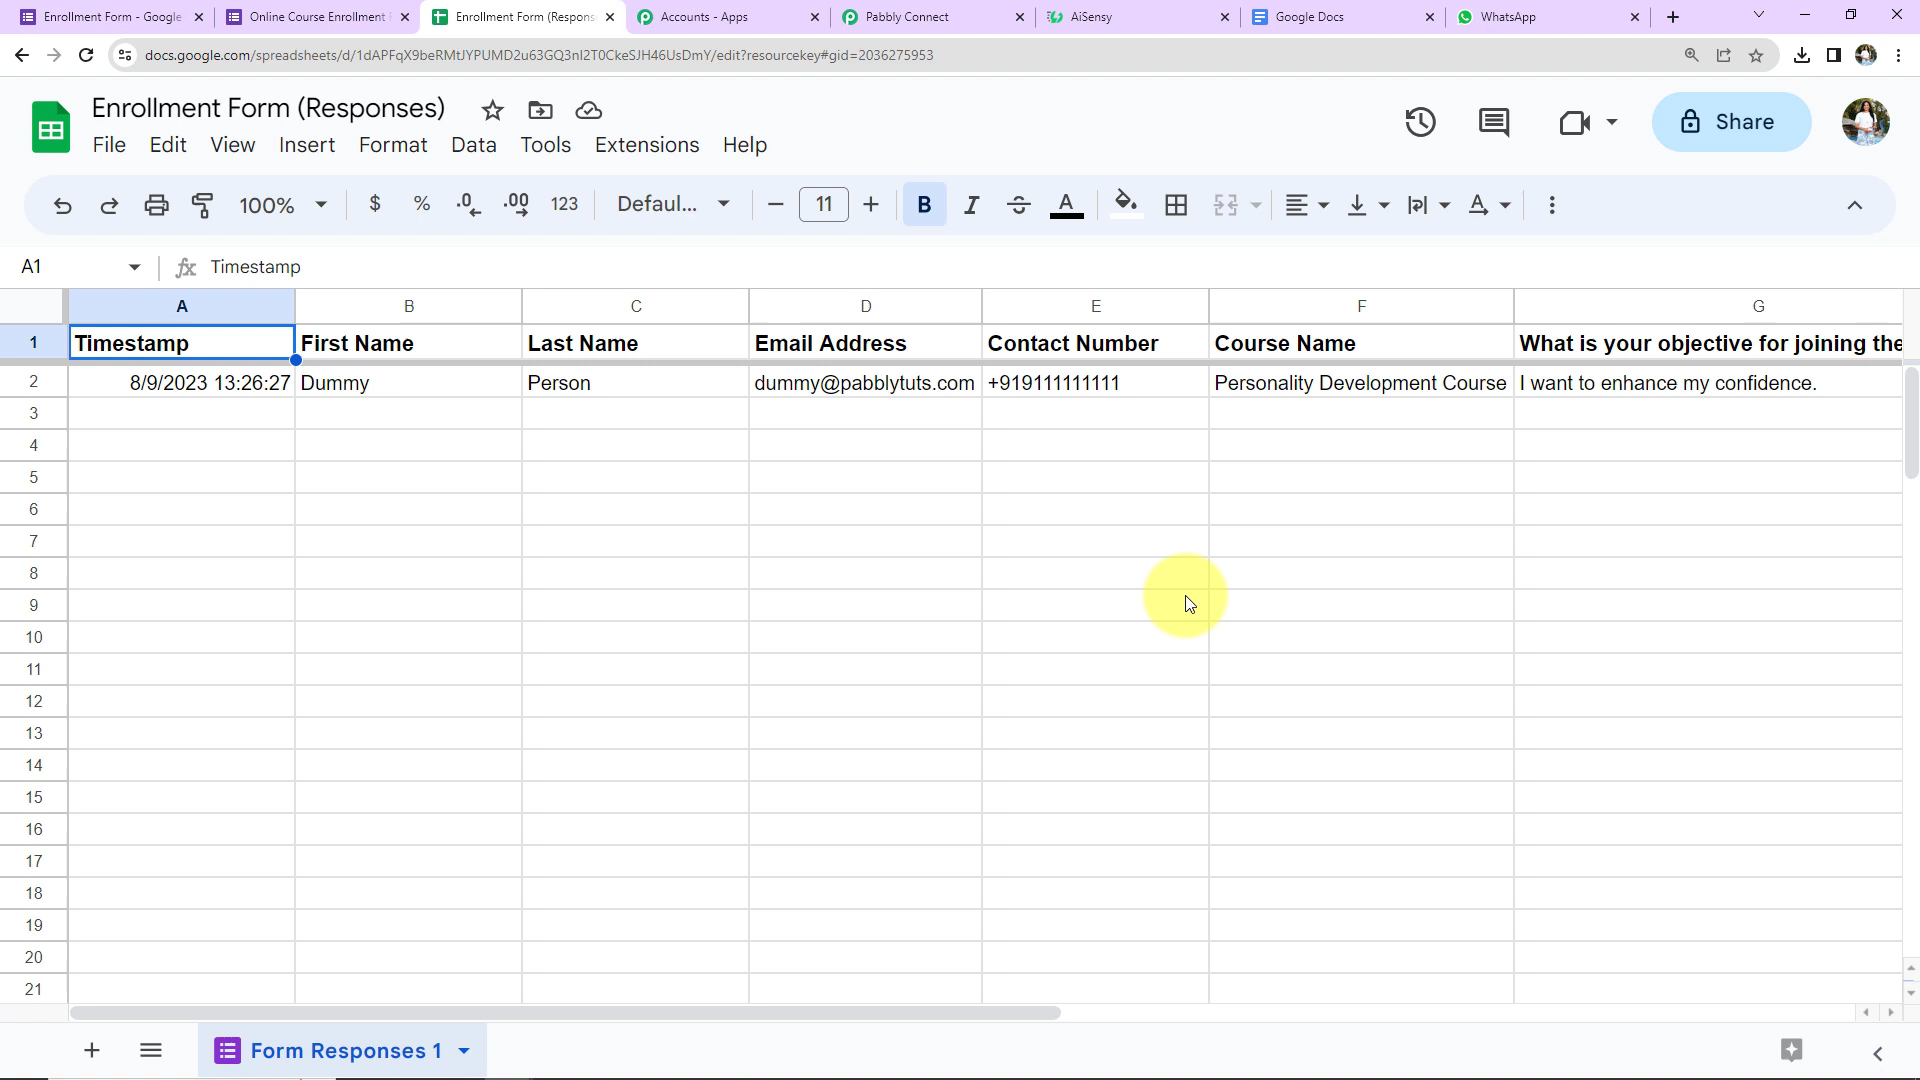 Enrollment Form - Google
Online Course Enrollment
Enrollment Form (Respons
Accounts - Apps
Pabbly Connect
AiSensy
Google Docs
WhatsApp
docs.google.com/spreadsheets/d/1dAPFqX9beRMtJYPUMD2u63GQ3nI2T0CkeSJH46UsDmY/edit?resourcekey#gid=2036275953
Enrollment Form (Responses)
File Edit View Insert Format Data Tools Extensions Help
Share
100% $ % .0 .00 123 Defaul... 11 B I S A
A1 fx Timestamp
A B C D E F G
1 Timestamp First Name Last Name Email Address Contact Number Course Name What is your objective for joining the
2 8/9/2023 13:26:27 Dummy Person dummy@pabblytuts.com +919111111111 Personality Development Course I want to enhance my confidence.
3
4
5
6
7
8
9
10
11
12
13
14
15
16
17
18
19
20
21
Form Responses 1